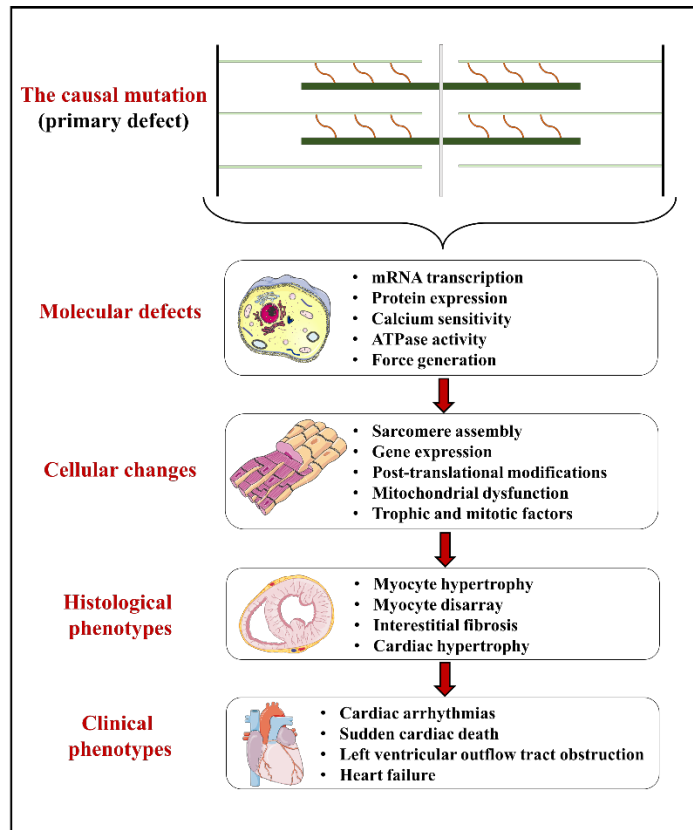 The causal mutation
(primary defect)
Molecular defects
• mRNA transcription
• Protein expression
• Calcium sensitivity
• ATPase activity
• Force generation
Cellular changes
• Sarcomere assembly
• Gene expression
• Post-translational modifications
• Mitochondrial dysfunction
• Trophic and mitotic factors
Histological
phenotypes
• Myocyte hypertrophy
• Myocyte disarray
• Interestitial fibrosis
• Cardiac hypertrophy
Clinical
phenotypes
• Cardiac arrhythmias
• Sudden cardiac death
• Left ventricular outflow tract obstruction
• Heart failure